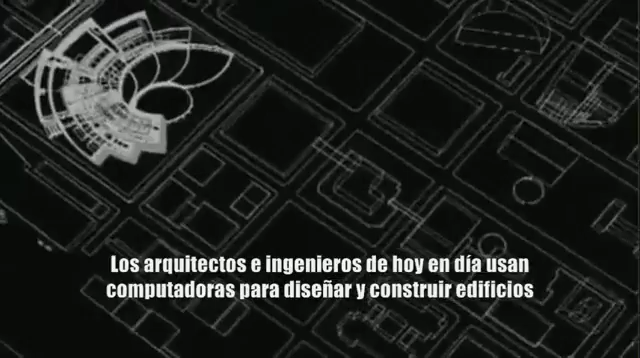 Los arquitectos e ingenieros de hoy en día usan
computadoras para diseñar y construir edificios